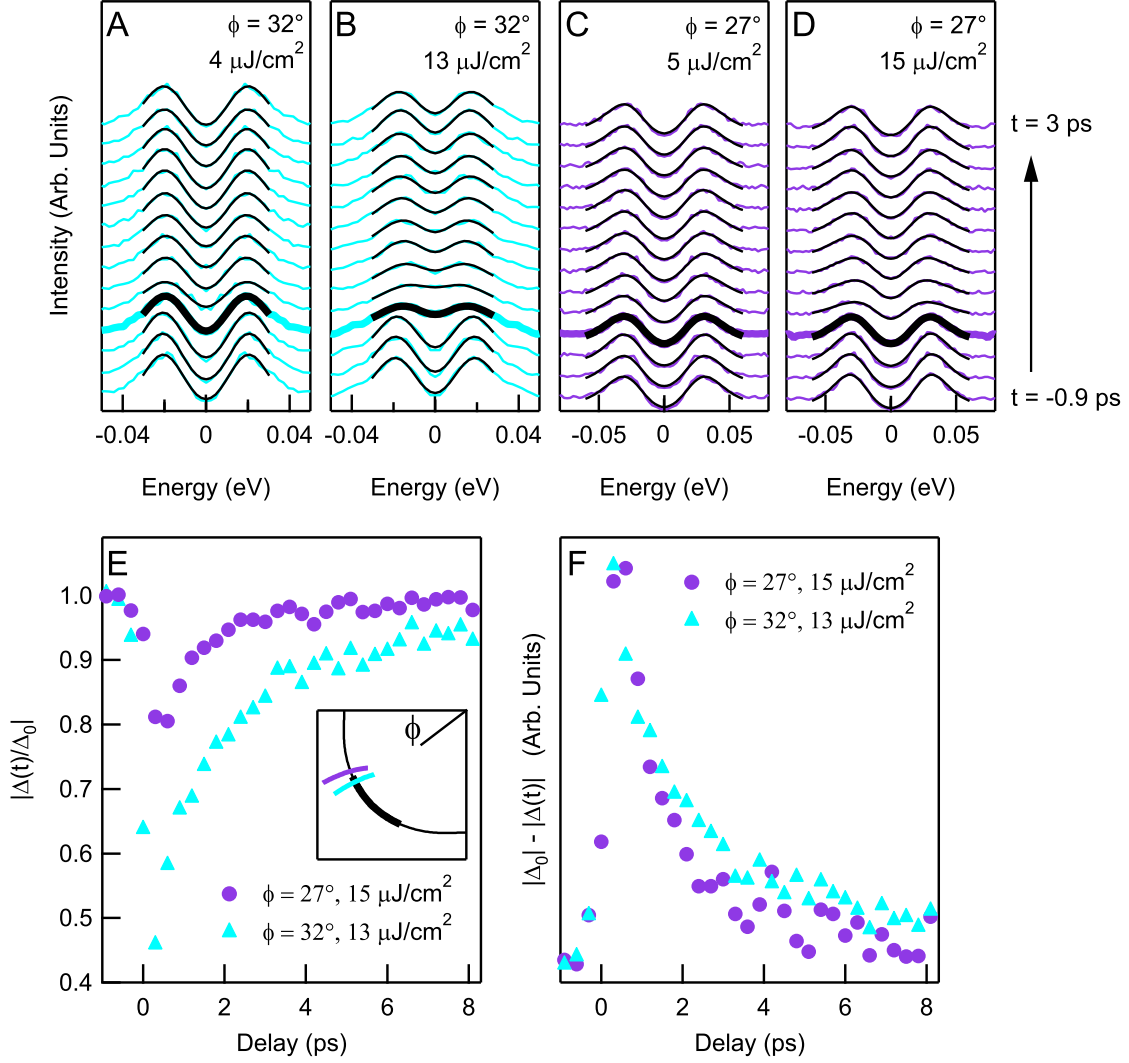 A
ϕ = 32°
4 μJ/cm²
B
ϕ = 32°
13 μJ/cm²
C
ϕ = 27°
5 μJ/cm²
D
ϕ = 27°
15 μJ/cm²
Intensity (Arb. Units)
t = 3 ps
t = -0.9 ps
-0.04 0 0.04
-0.04 0 0.04
-0.05 0 0.05
-0.05 0 0.05
Energy (eV)
Energy (eV)
Energy (eV)
Energy (eV)
E
|Δ(t)/Δ₀|
1.0
0.9
0.8
0.7
0.6
0.5
0.4
ϕ
ϕ = 27°, 15 μJ/cm²
ϕ = 32°, 13 μJ/cm²
0 2 4 6 8
Delay (ps)
F
|Δ₀| - |Δ(t)| (Arb. Units)
ϕ = 27°, 15 μJ/cm²
ϕ = 32°, 13 μJ/cm²
0 2 4 6 8
Delay (ps)